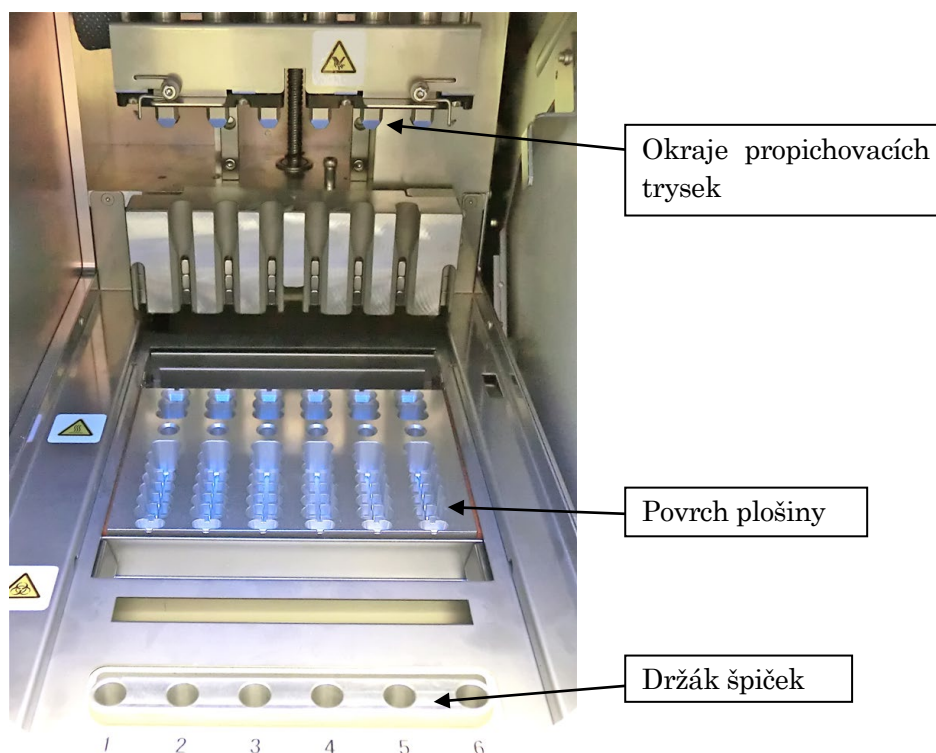 Okraje propichovacích
trysek
Povrch plošiny
Držák špiček
1 2 3 4 5 6